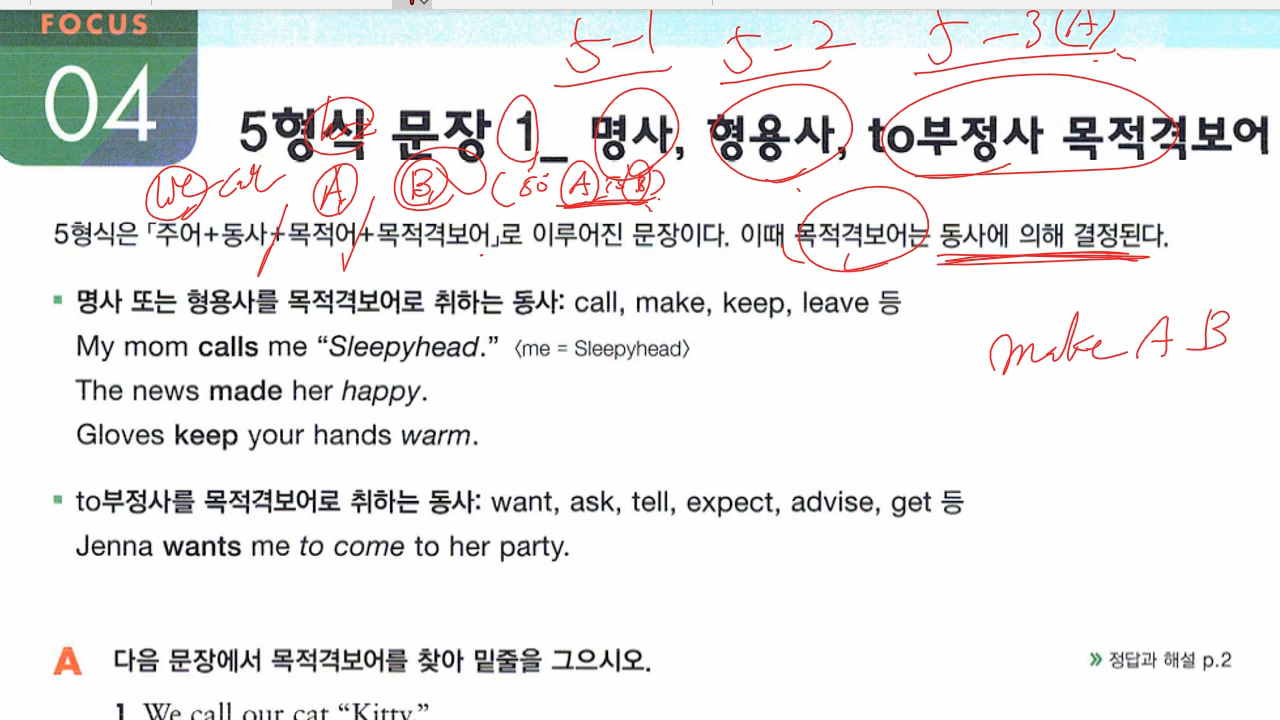 FOCUS
04
5-1 5-2 5-3(A)
5형식 문장 1_ 명사, 형용사, to부정사 목적격보어
We call A B (so A is B)
5형식은 「주어+동사+목적어+목적격보어」로 이루어진 문장이다. 이때 목적격보어는 동사에 의해 결정된다.
명사 또는 형용사를 목적격보어로 취하는 동사: call, make, keep, leave 등
make A B
My mom calls me “Sleepyhead.” 〈me = Sleepyhead〉
The news made her happy.
Gloves keep your hands warm.
to부정사를 목적격보어로 취하는 동사: want, ask, tell, expect, advise, get 등
Jenna wants me to come to her party.
A 다음 문장에서 목적격보어를 찾아 밑줄을 그으시오.
» 정답과 해설 p.2
1 We call our cat “Kitty.”